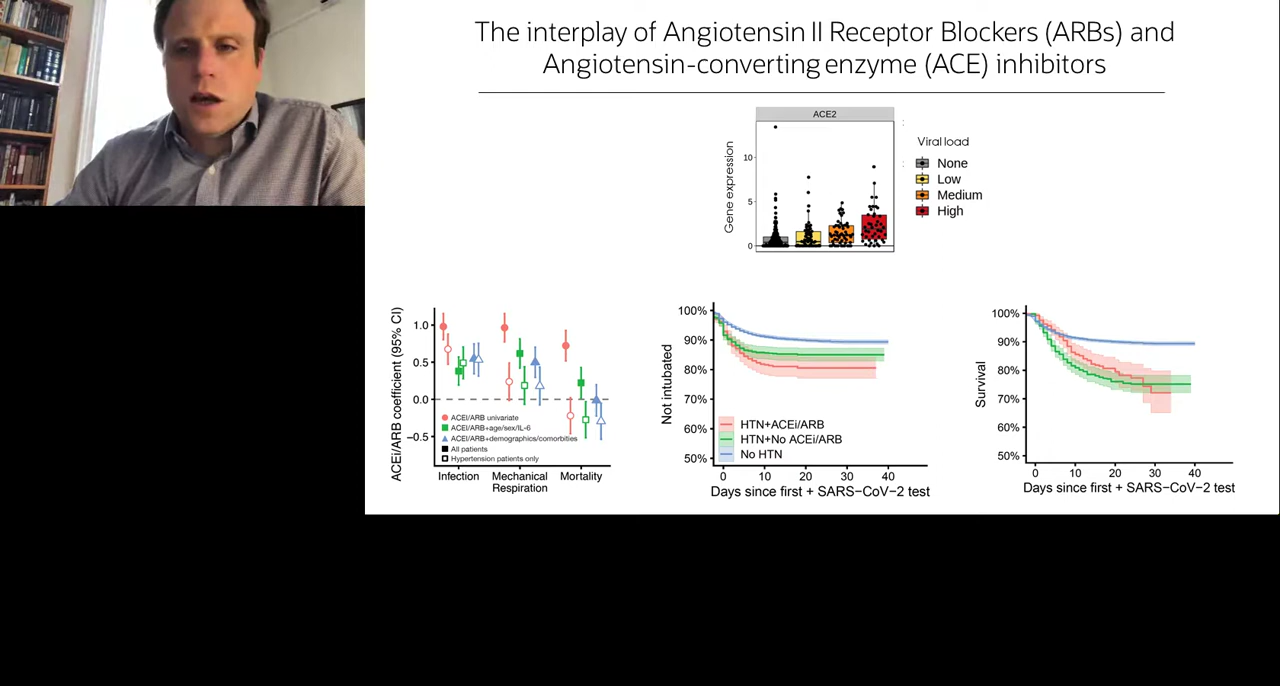 The interplay of Angiotensin II Receptor Blockers (ARBs) and
Angiotensin-converting enzyme (ACE) inhibitors
ACE2
Gene expression
10
5
0
Viral load
None
Low
Medium
High
ACEi/ARB coefficient (95% CI)
1.0
0.5
0.0
−0.5
ACEI/ARB univariate
ACEI/ARB+age/sex/IL-6
ACEI/ARB+demographics/comorbities
All patients
Hypertension patients only
Infection
Mechanical
Respiration
Mortality
Not intubated
100%
90%
80%
70%
60%
50%
HTN+ACEi/ARB
HTN+No ACEi/ARB
No HTN
0 10 20 30 40
Days since first + SARS−CoV−2 test
Survival
100%
90%
80%
70%
60%
50%
0 10 20 30 40
Days since first + SARS−CoV−2 test